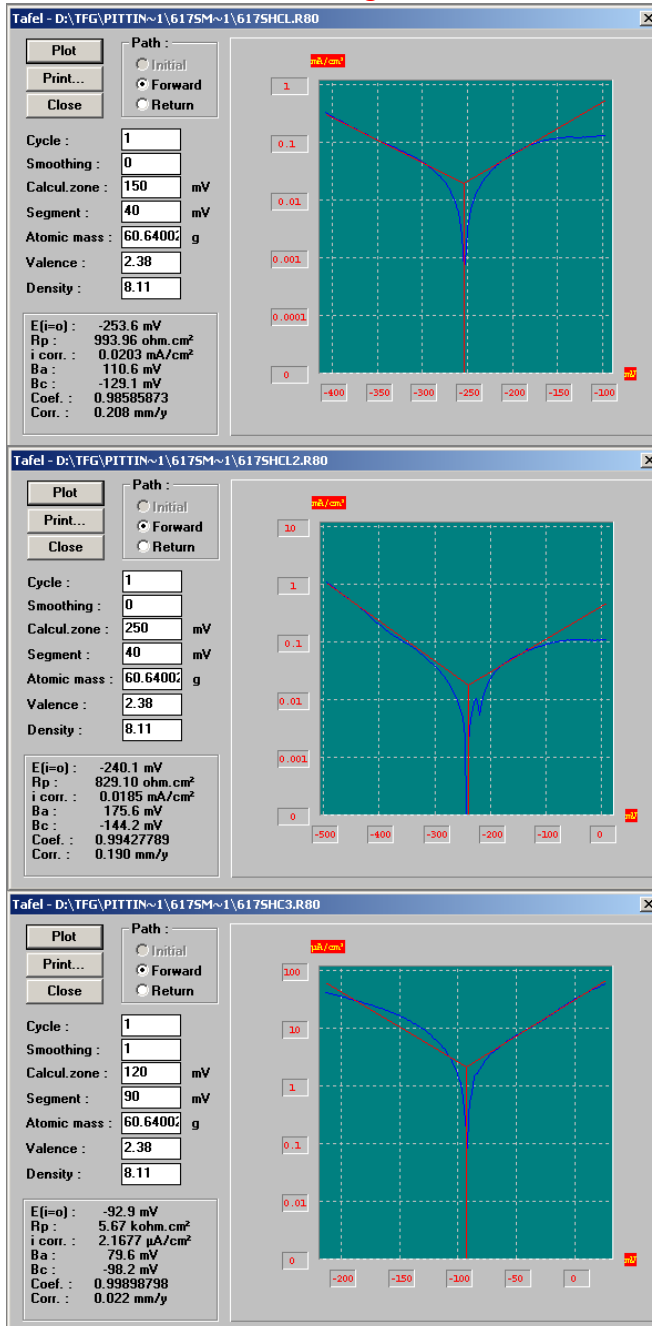 Tafel - D:\TFG\PITTIN~1\617SM~1\617SHCL.R80
Plot
Print...
Close
Path :
Initial
Forward
Return
Cycle : 1
Smoothing : 0
Calcul.zone : 150 mV
Segment : 40 mV
Atomic mass : 60.64002 g
Valence : 2.38
Density : 8.11
E(i=o) : -253.6 mV
Rp : 993.96 ohm.cm²
i corr. : 0.0203 mA/cm²
Ba : 110.6 mV
Bc : -129.1 mV
Coef. : 0.98585873
Corr. : 0.208 mm/y
mA/cm²
1
0.1
0.01
0.001
0.0001
0
-400 -350 -300 -250 -200 -150 -100
mV
Tafel - D:\TFG\PITTIN~1\617SM~1\617SHCL2.R80
Plot
Print...
Close
Path :
Initial
Forward
Return
Cycle : 1
Smoothing : 0
Calcul.zone : 250 mV
Segment : 40 mV
Atomic mass : 60.64002 g
Valence : 2.38
Density : 8.11
E(i=o) : -240.1 mV
Rp : 829.10 ohm.cm²
i corr. : 0.0185 mA/cm²
Ba : 175.6 mV
Bc : -144.2 mV
Coef. : 0.99427789
Corr. : 0.190 mm/y
mA/cm²
10
1
0.1
0.01
0.001
0
-500 -400 -300 -200 -100 0
mV
Tafel - D:\TFG\PITTIN~1\617SM~1\617SHC3.R80
Plot
Print...
Close
Path :
Initial
Forward
Return
Cycle : 1
Smoothing : 1
Calcul.zone : 120 mV
Segment : 90 mV
Atomic mass : 60.64002 g
Valence : 2.38
Density : 8.11
E(i=o) : -92.9 mV
Rp : 5.67 kohm.cm²
i corr. : 2.1677 µA/cm²
Ba : 79.6 mV
Bc : -98.2 mV
Coef. : 0.99898798
Corr. : 0.022 mm/y
µA/cm²
100
10
1
0.1
0.01
0
-200 -150 -100 -50 0
mV